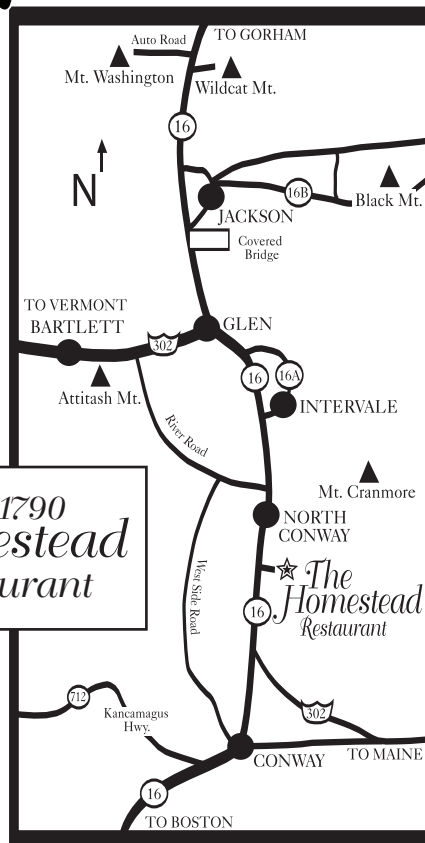 TO GORHAM
Auto Road
Mt. Washington
Wildcat Mt.
16
N
16B
Black Mt.
JACKSON
Covered
Bridge
TO VERMONT
BARTLETT
302
GLEN
16
16A
Attitash Mt.
INTERVALE
River Road
Mt. Cranmore
1790
estead
urant
NORTH
CONWAY
West Side Road
The
Homestead
Restaurant
16
712
Kancamagus
Hwy.
302
CONWAY
TO MAINE
16
TO BOSTON